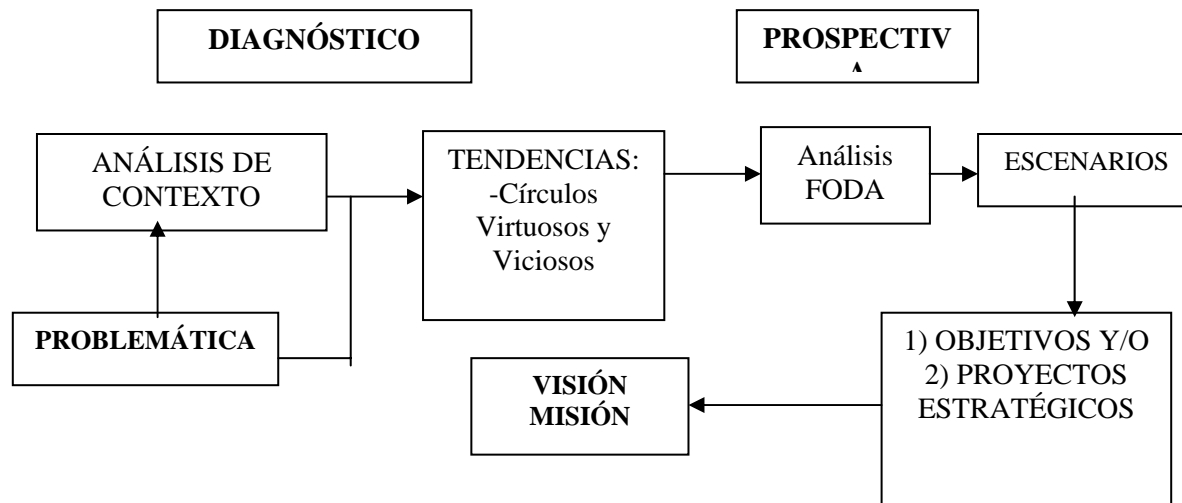 DIAGNÓSTICO
PROSPECTIV
A
ANÁLISIS DE
CONTEXTO
TENDENCIAS:
-Círculos
Virtuosos y
Viciosos
Análisis
FODA
ESCENARIOS
PROBLEMÁTICA
VISIÓN
MISIÓN
1) OBJETIVOS Y/O
2) PROYECTOS
ESTRATÉGICOS